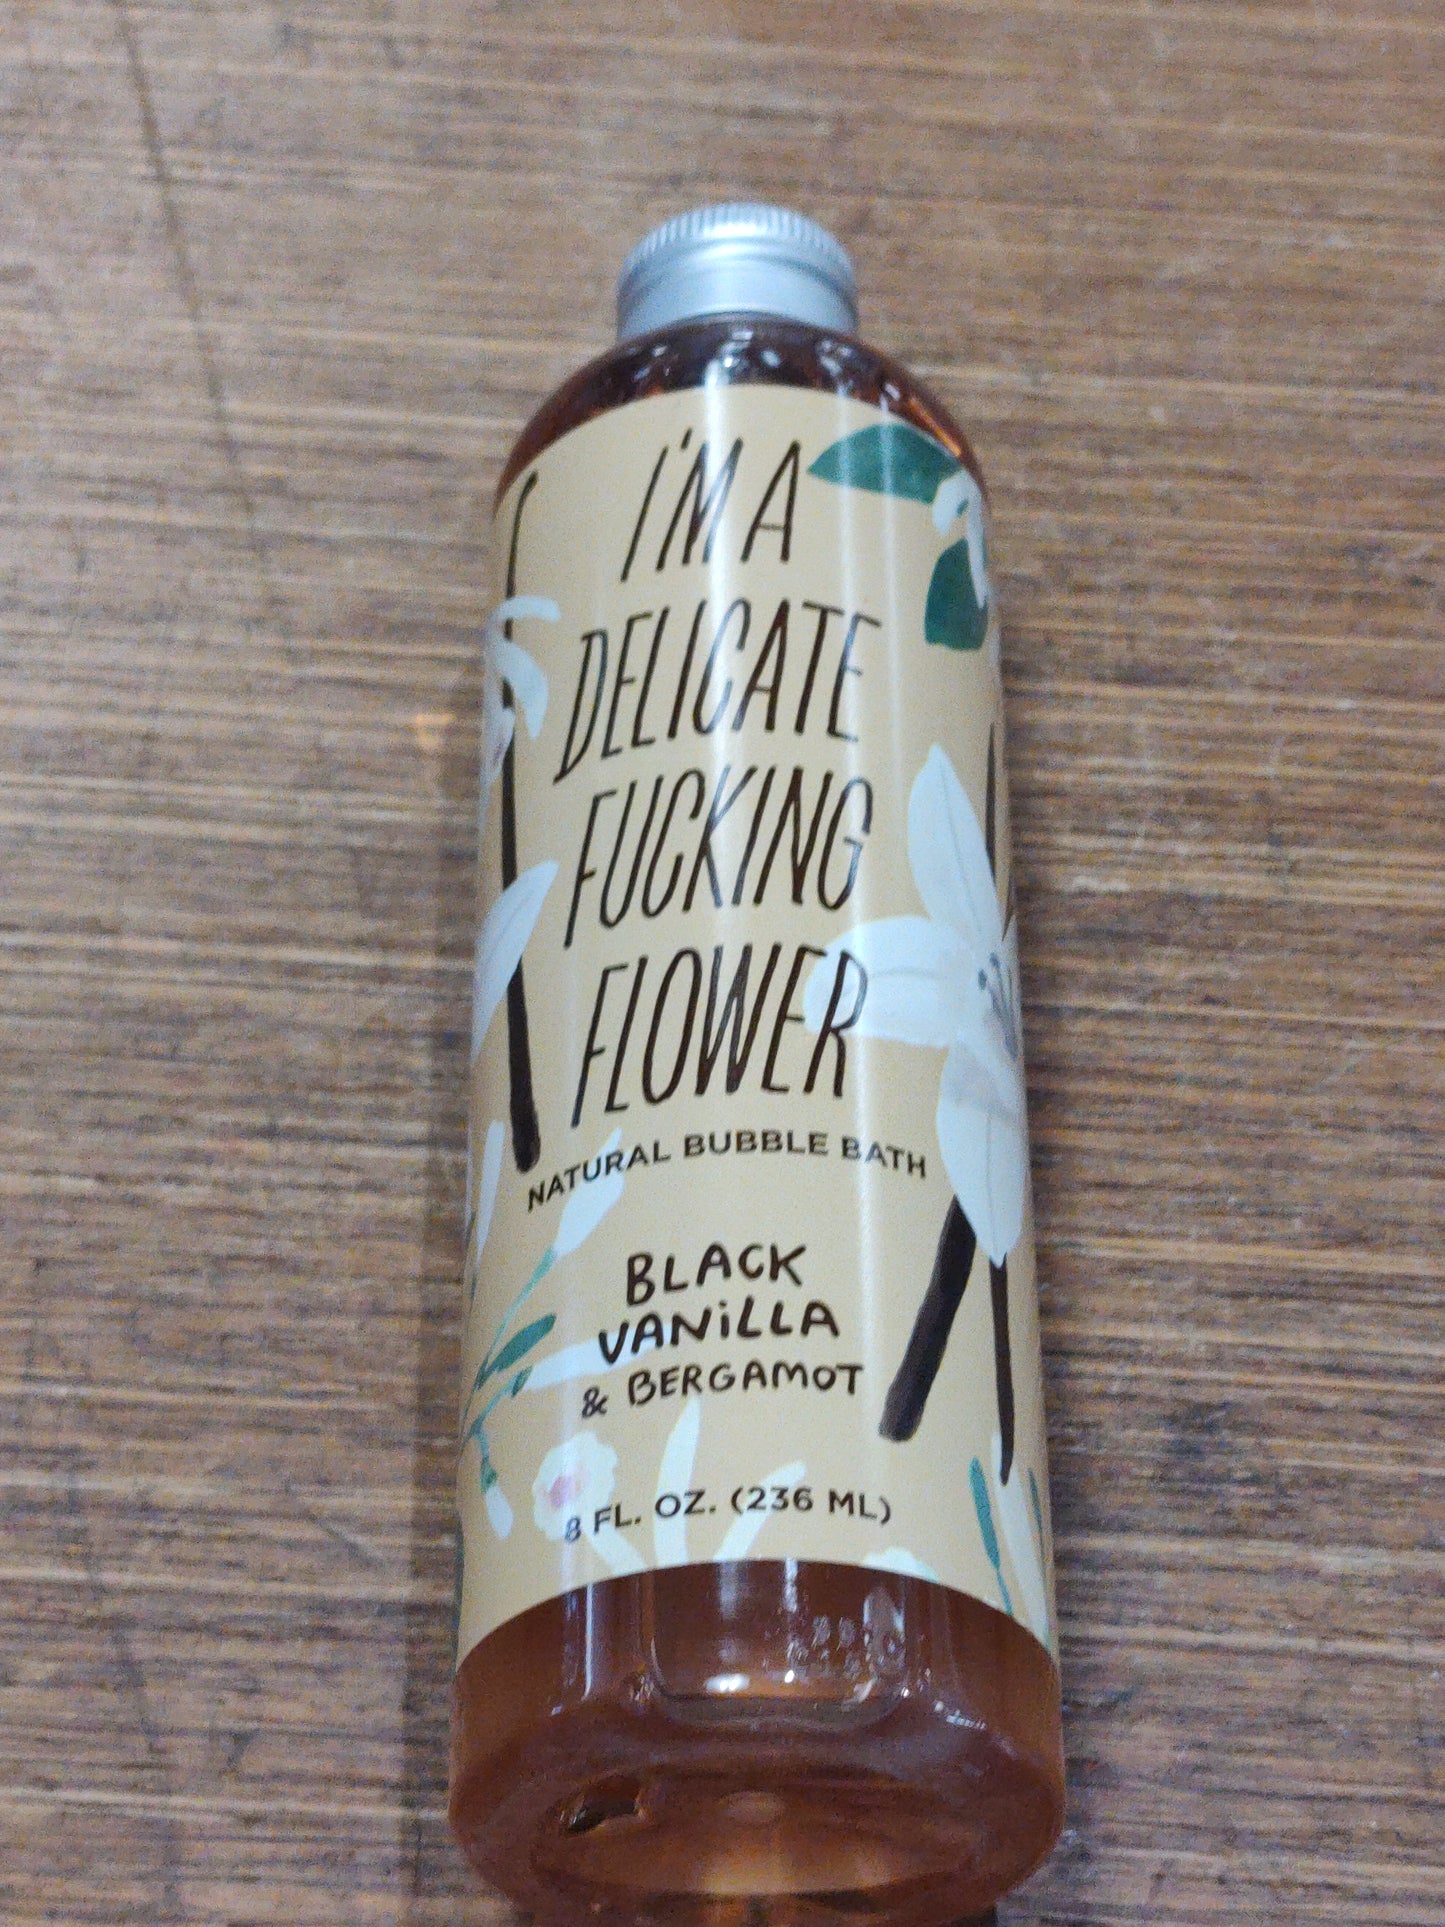 I'M A
DELICATE
FUCKING
FLOWER
NATURAL BUBBLE BATH
BLACK
VANiLLA
& BERGAMOT
8 FL. OZ. (236 ML)